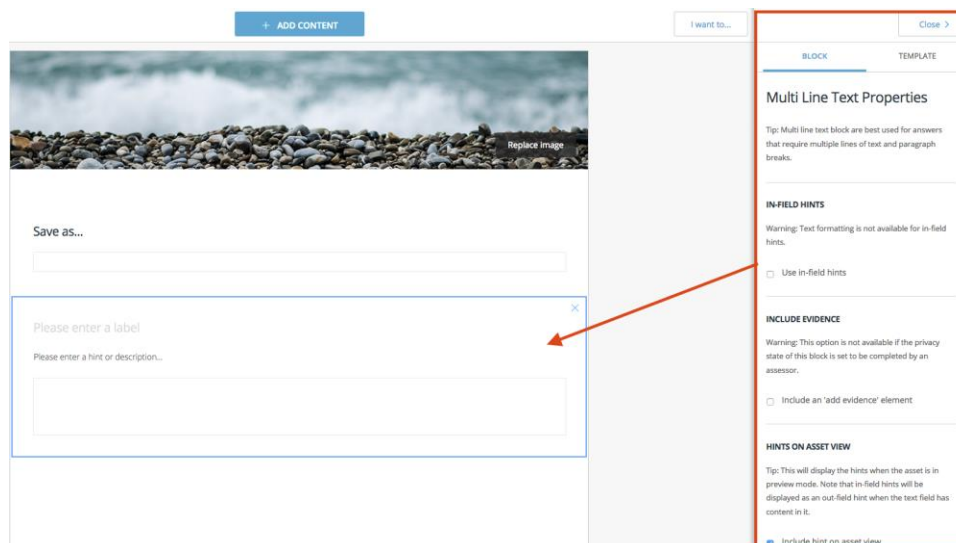 + ADD CONTENT
I want to...
Close >
Replace image
Save as...
Please enter a label
Please enter a hint or description...
BLOCK
TEMPLATE
Multi Line Text Properties
Tip: Multi line text block are best used for answers
that require multiple lines of text and paragraph
breaks.
IN-FIELD HINTS
Warning: Text formatting is not available for in-field
hints.
Use in-field hints
INCLUDE EVIDENCE
Warning: This option is not available if the privacy
state of this block is set to be completed by an
assessor.
Include an 'add evidence' element
HINTS ON ASSET VIEW
Tip: This will display the hints when the asset is in
preview mode. Note that in-field hints will be
displayed as an out-field hint when the text field has
content in it.
Include hint on asset view